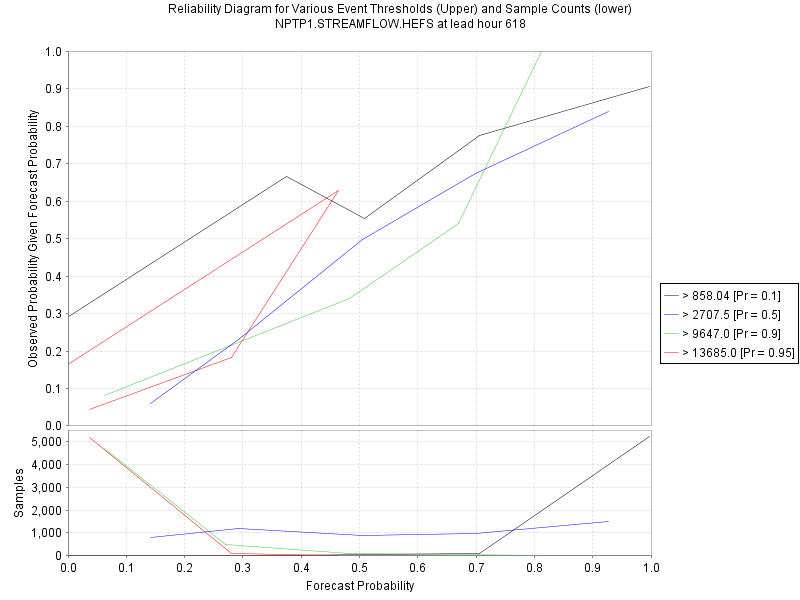 Reliability Diagram for Various Event Thresholds (Upper) and Sample Counts (lower)
NPTP1.STREAMFLOW.HEFS at lead hour 618
Observed Probability Given Forecast Probability
1.0
0.9
0.8
0.7
0.6
0.5
0.4
0.3
0.2
0.1
0.0
Samples
5,000
4,000
3,000
2,000
1,000
0
0.0 0.1 0.2 0.3 0.4 0.5 0.6 0.7 0.8 0.9 1.0
Forecast Probability
> 858.04 [Pr = 0.1]
> 2707.5 [Pr = 0.5]
> 9647.0 [Pr = 0.9]
> 13685.0 [Pr = 0.95]